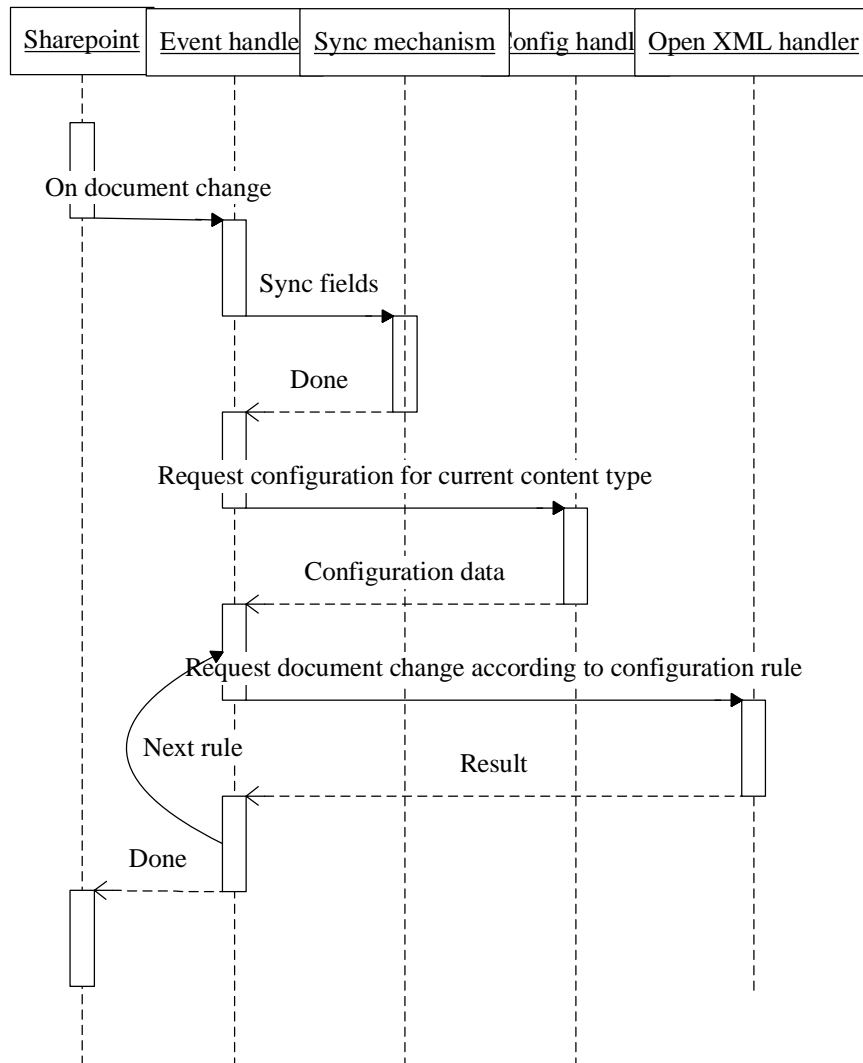 Sharepoint
Event handle
Sync mechanism
Config handl
Open XML handler
On document change
Sync fields
Done
Request configuration for current content type
Configuration data
Request document change according to configuration rule
Next rule
Result
Done